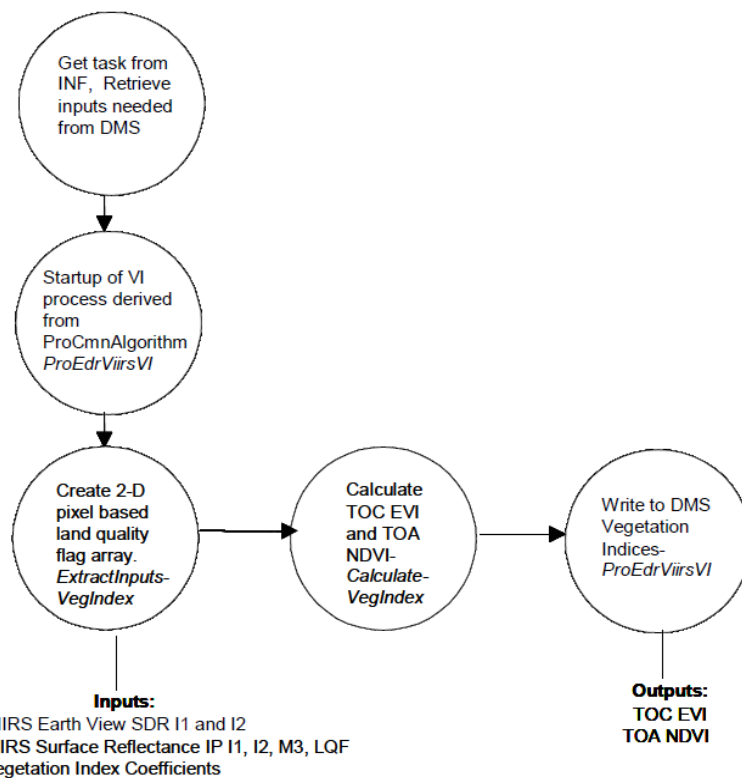 Get task from
INF, Retrieve
inputs needed
from DMS
Startup of VI
process derived
from
ProCmnAlgorithm
ProEdrViirsVI
Create 2-D
pixel based
land quality
flag array.
ExtractInputs-
VegIndex
Calculate
TOC EVI
and TOA
NDVI-
Calculate-
VegIndex
Write to DMS
Vegetation
Indices-
ProEdrViirsVI
Inputs:
IIRS Earth View SDR I1 and I2
IRS Surface Reflectance IP I1, I2, M3, LQF
egetation Index Coefficients
Outputs:
TOC EVI
TOA NDVI